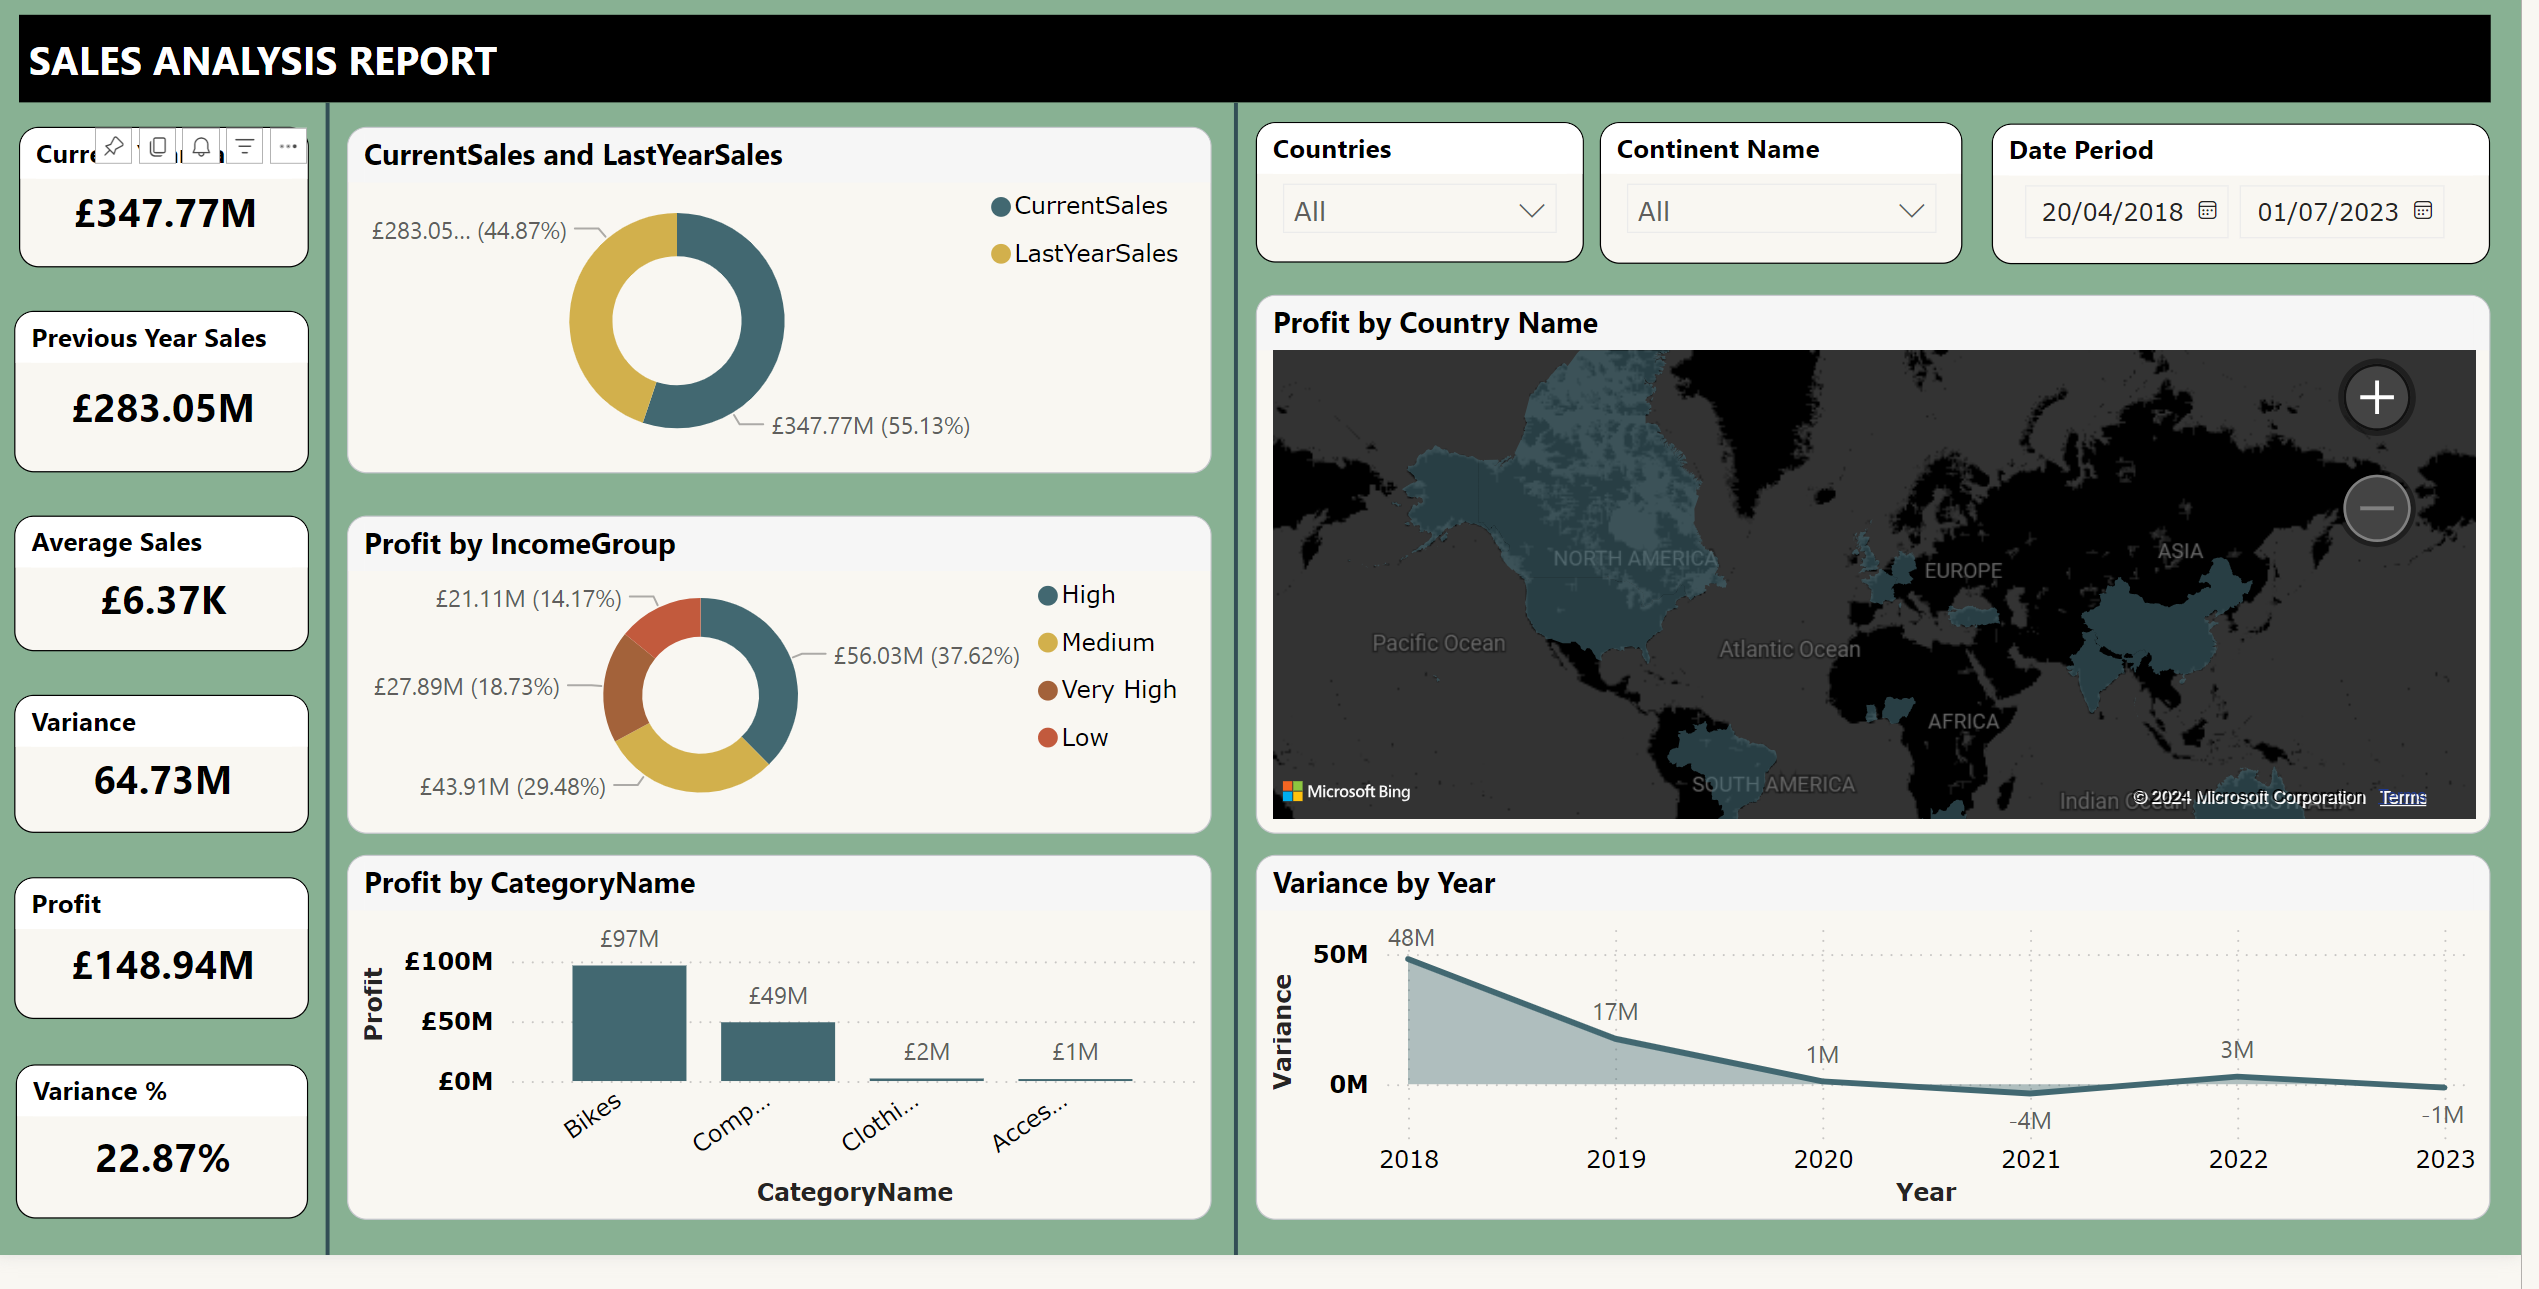 SALES ANALYSIS REPORT
£347.77M
Previous Year Sales
£283.05M
Average Sales
£6.37K
Variance
64.73M
Profit
£148.94M
Variance %
22.87%
CurrentSales and LastYearSales
£283.05... (44.87%)
£347.77M (55.13%)
CurrentSales
LastYearSales
Profit by IncomeGroup
£21.11M (14.17%)
£56.03M (37.62%)
£27.89M (18.73%)
£43.91M (29.48%)
High
Medium
Very High
Low
Profit by CategoryName
Profit
£100M
£50M
£0M
£97M
£49M
£2M
£1M
Bikes
Comp...
Clothi...
Acces...
CategoryName
Countries
All
Continent Name
All
Date Period
20/04/2018
01/07/2023
Profit by Country Name
NORTH AMERICA
EUROPE
ASIA
Pacific Ocean
Atlantic Ocean
AFRICA
SOUTH AMERICA
Microsoft Bing
Indian
© 2024 Microsoft Corporation Terms
Variance by Year
Variance
50M
0M
48M
17M
1M
-4M
3M
-1M
2018
2019
2020
2021
2022
2023
Year